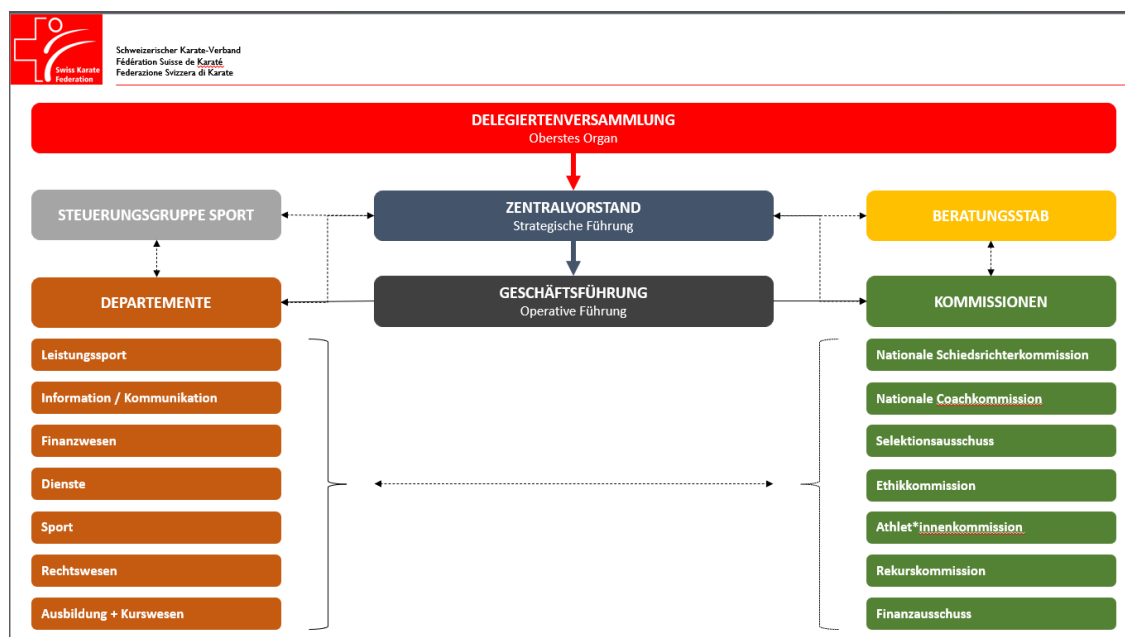 Swiss Karate
Federation
Schweizerischer Karate-Verband
Fédération Suisse de Karaté
Federazione Svizzera di Karate
DELEGIERTENVERSAMMLUNG
Oberstes Organ
STEUERUNGSGRUPPE SPORT
ZENTRALVORSTAND
Strategische Führung
BERATUNGSSTAB
DEPARTEMENTE
GESCHÄFTSFÜHRUNG
Operative Führung
KOMMISSIONEN
Leistungssport
Information / Kommunikation
Finanzwesen
Dienste
Sport
Rechtswesen
Ausbildung + Kurswesen
Nationale Schiedsrichterkommission
Nationale Coachkommission
Selektionsausschuss
Ethikkommission
Athlet*innenkommission
Rekurskommission
Finanzausschuss